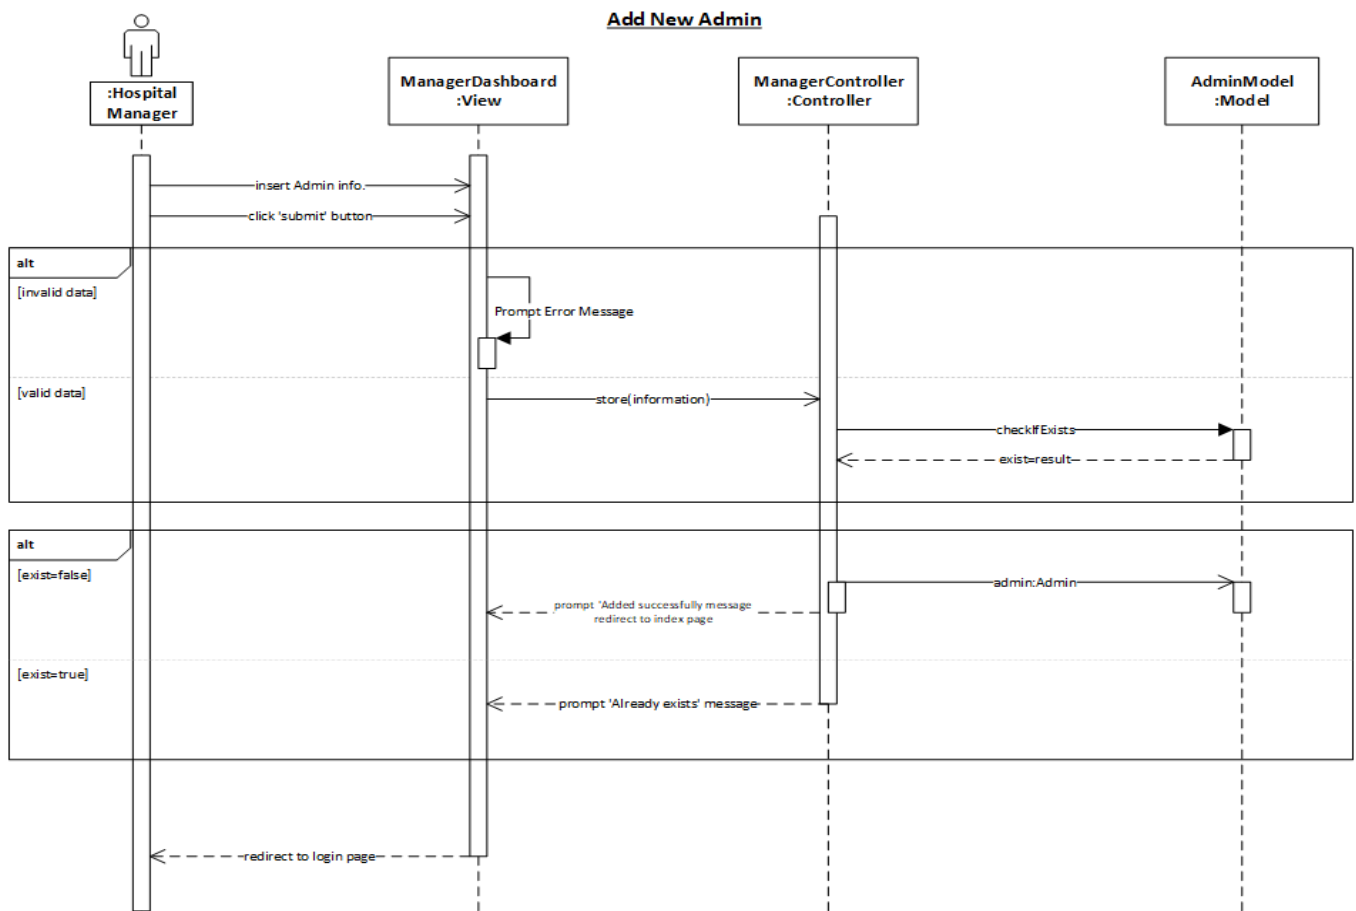 Add New Admin
:Hospital
Manager
ManagerDashboard
:View
ManagerController
:Controller
AdminModel
:Model
insert Admin info.
click 'submit' button
alt
[invalid data]
Prompt Error Message
[valid data]
store(information)
checkIfExists
exist=result
alt
[exist=false]
admin:Admin
prompt 'Added successfully message
redirect to index page
[exist=true]
prompt 'Already exists' message
redirect to login page